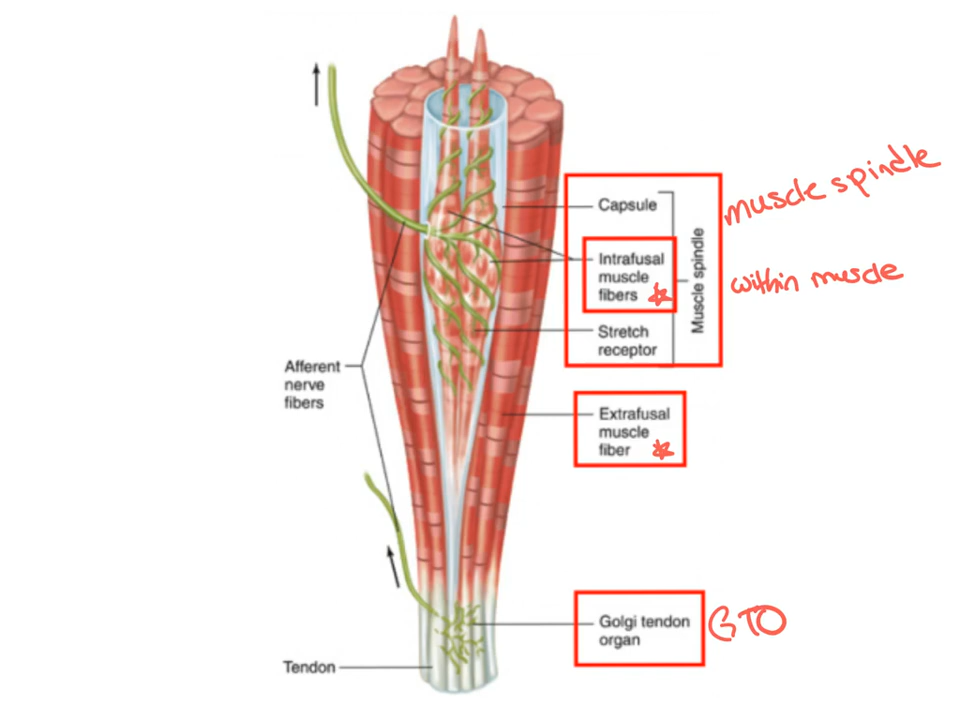 Capsule
Intrafusal
muscle
fibers
Stretch
receptor
Muscle spindle
muscle spindle
within muscle
Afferent
nerve
fibers
Extrafusal
muscle
fiber
Golgi tendon
organ
GTO
Tendon